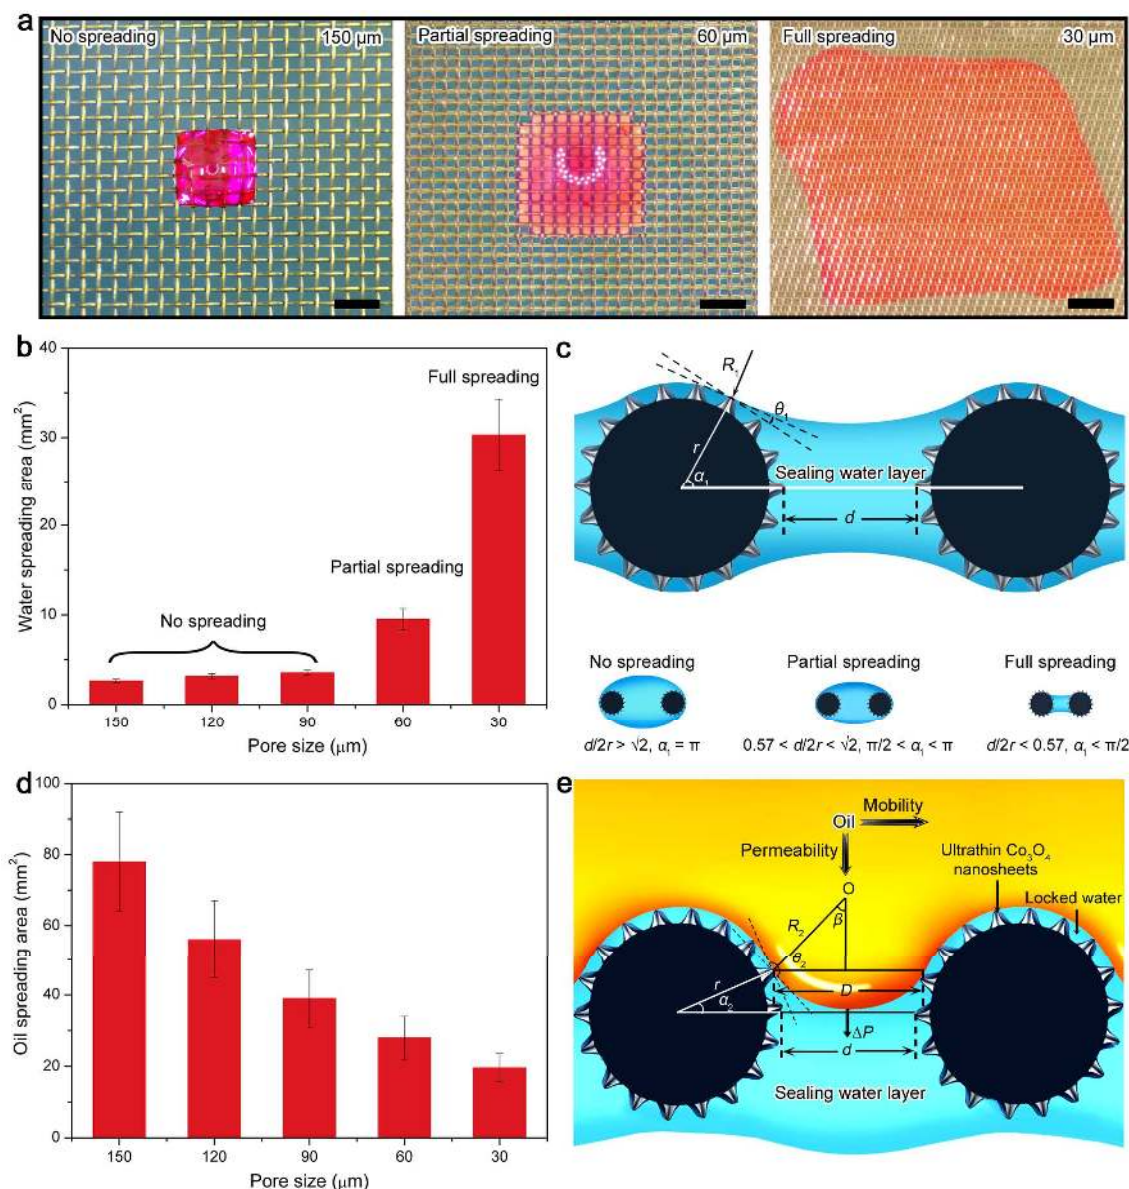 a
No spreading
150 μm
Partial spreading
60 μm
Full spreading
30 μm
b
Water spreading area (mm²)
40
30
20
10
0
No spreading
Partial spreading
Full spreading
150
120
90
60
30
Pore size (μm)
c
R₁
θ₁
r
α₁
Sealing water layer
d
No spreading
Partial spreading
Full spreading
d/2r > √2, α₁ = π
0.57 < d/2r < √2, π/2 < α₁ < π
d/2r < 0.57, α₁ < π/2
d
Oil spreading area (mm²)
100
80
60
40
20
0
150
120
90
60
30
Pore size (μm)
e
Mobility
Oil
Permeability
Ultrathin Co₃O₄
nanosheets
Locked water
O
β
R₂
θ₂
r
α₂
D
ΔP
d
Sealing water layer